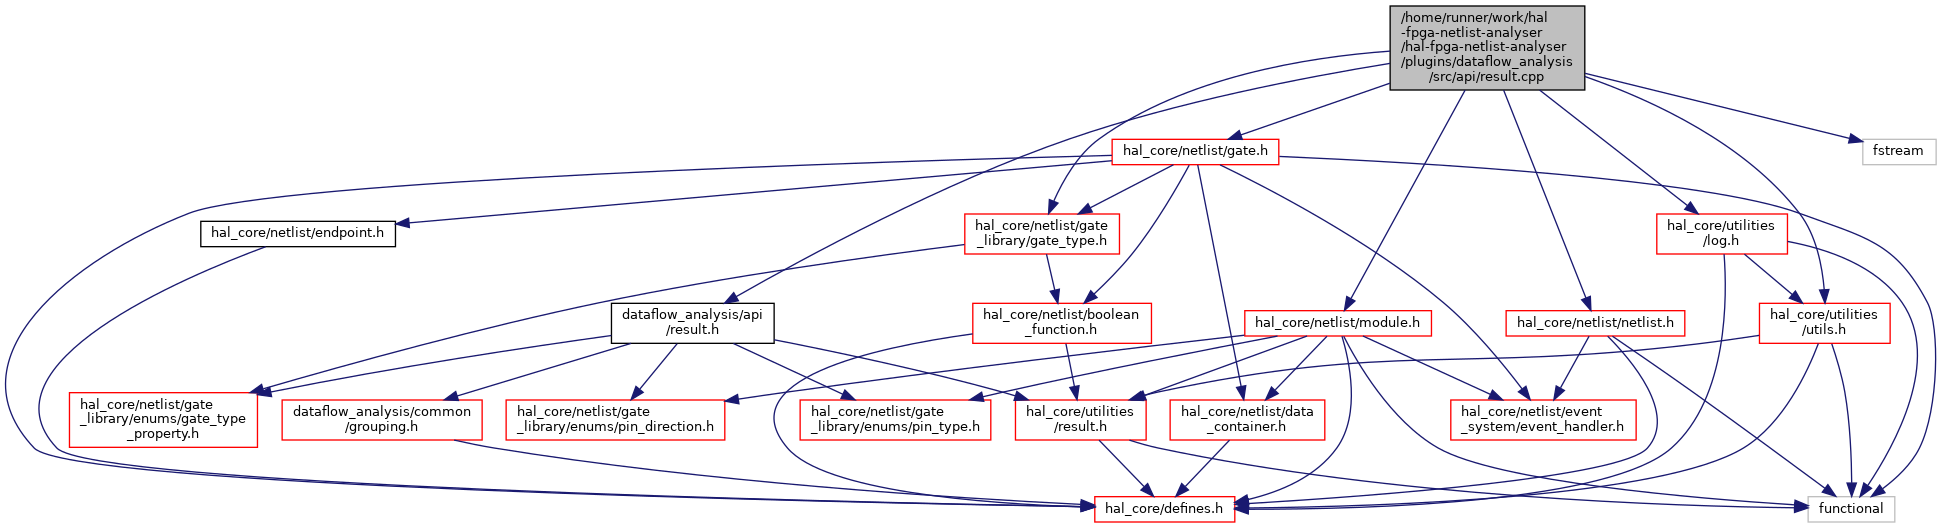 /home/runner/work/hal
-fpga-netlist-analyser
/hal-fpga-netlist-analyser
/plugins/dataflow_analysis
/src/api/result.cpp
hal_core/netlist/gate.h
fstream
hal_core/netlist/endpoint.h
hal_core/netlist/gate
_library/gate_type.h
hal_core/utilities
/log.h
dataflow_analysis/api
/result.h
hal_core/netlist/boolean
_function.h
hal_core/netlist/module.h
hal_core/netlist/netlist.h
hal_core/utilities
/utils.h
hal_core/netlist/gate
_library/enums/gate_type
_property.h
dataflow_analysis/common
/grouping.h
hal_core/netlist/gate
_library/enums/pin_direction.h
hal_core/netlist/gate
_library/enums/pin_type.h
hal_core/utilities
/result.h
hal_core/netlist/data
_container.h
hal_core/netlist/event
_system/event_handler.h
hal_core/defines.h
functional